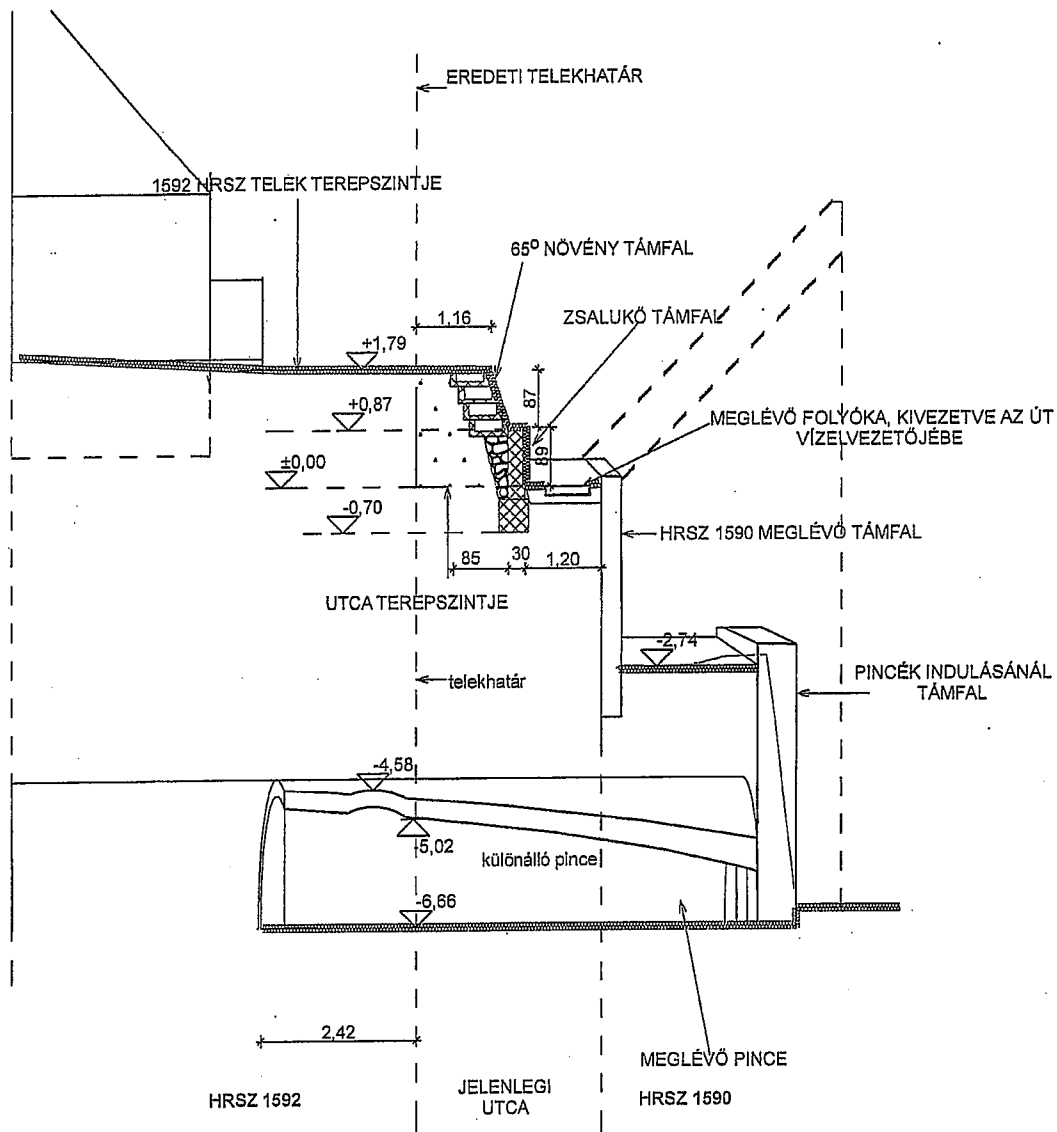 EREDETI TELEKHATÁR
1592 HRSZ TELEK TEREPSZINTJE
65° NÖVÉNY TÁMFAL
1,16
ZSALUKŐ TÁMFAL
+1,79
87
+0,87
MEGLÉVŐ FOLYÓKA, KIVEZETVE AZ ÚT
VÍZELVEZETŐJÉBE
89
±0,00
-0,70
HRSZ 1590 MEGLÉVŐ TÁMFAL
85
30
1,20
UTCA TEREPSZINTJE
-2,74
telekhatár
PINCÉK INDULÁSÁNÁL
TÁMFAL
-4,58
-5,02
különálló pince
-6,66
2,42
MEGLÉVŐ PINCE
HRSZ 1592
JELENLEGI
UTCA
HRSZ 1590